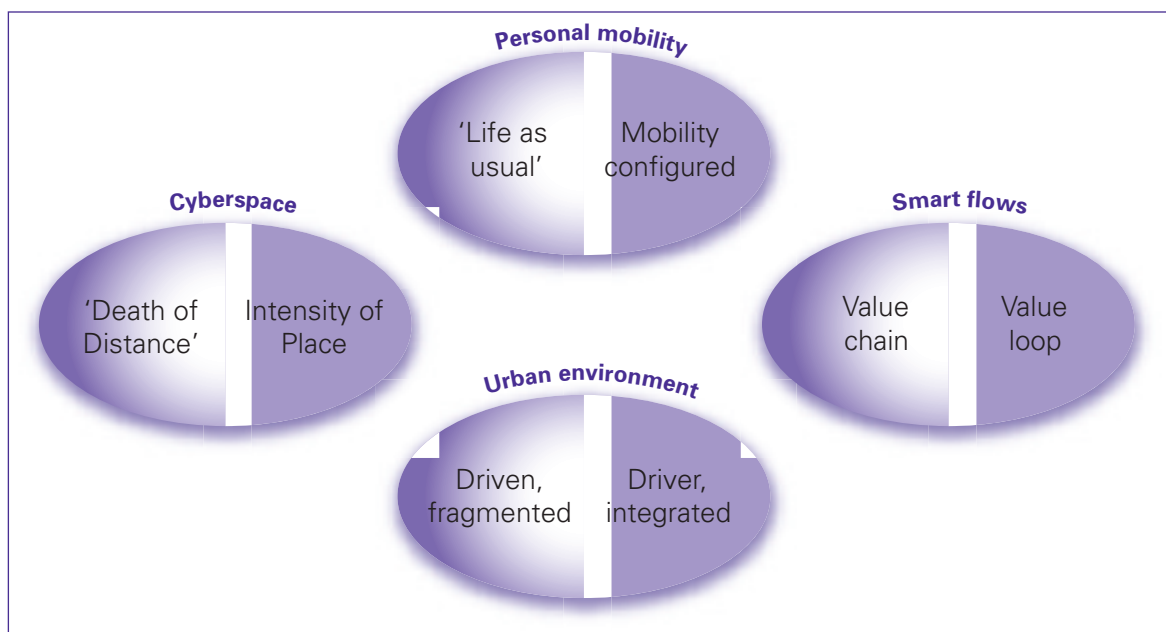 Personal mobility
‘Life as
usual’
Mobility
configured
Cyberspace
‘Death of
Distance’
Intensity of
Place
Smart flows
Value
chain
Value
loop
Urban environment
Driven,
fragmented
Driver,
integrated